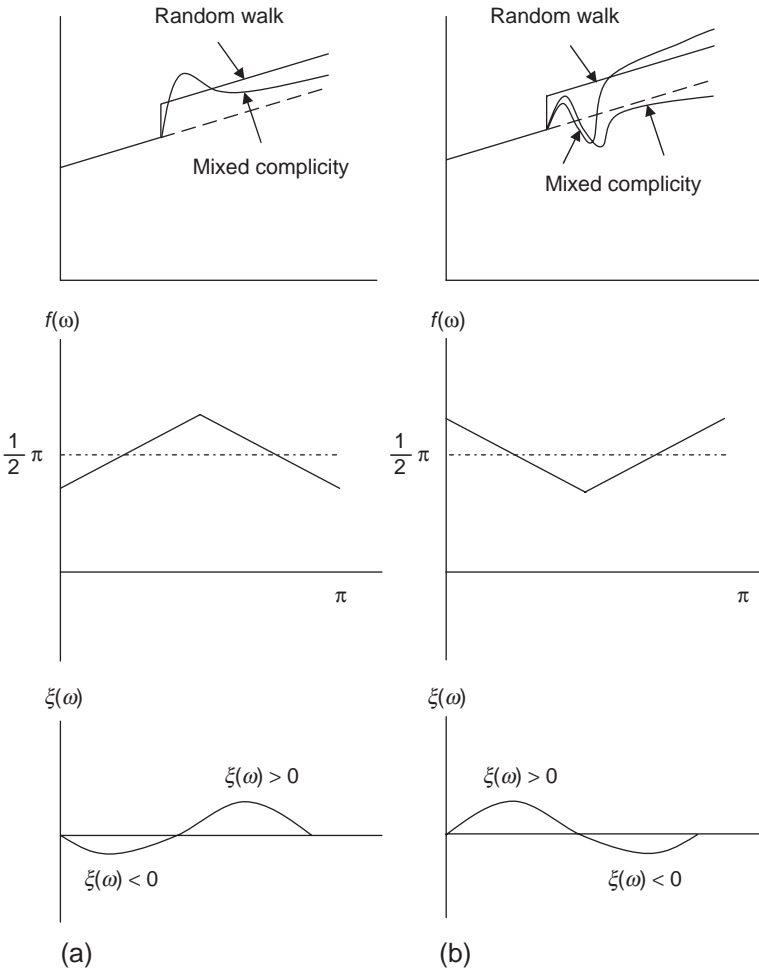 Random walk
Mixed complicity
Random walk
Mixed complicity
f(ω)
1/2 π
π
f(ω)
1/2 π
π
ξ(ω)
ξ(ω) > 0
ξ(ω) < 0
ξ(ω)
ξ(ω) > 0
ξ(ω) < 0
(a)
(b)